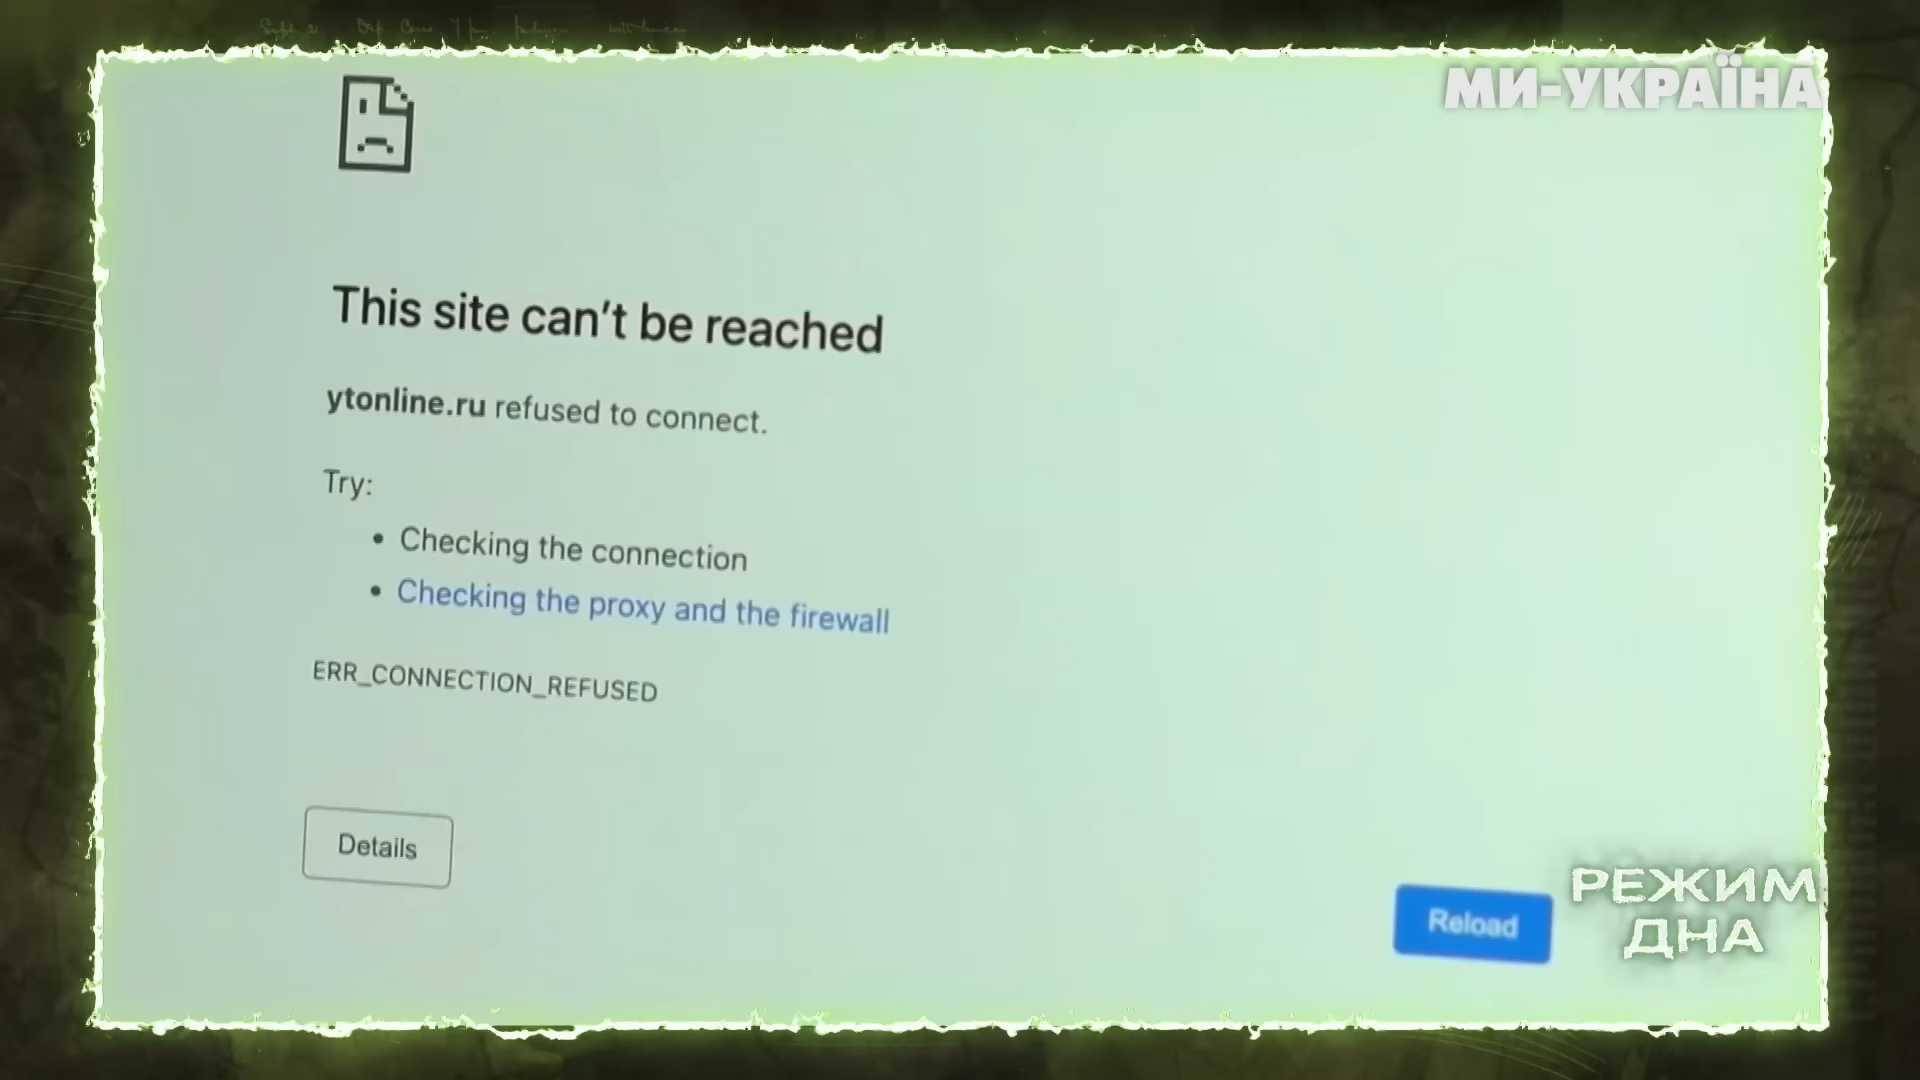 МИ-УКРАЇНА
This site can't be reached
ytonline.ru refused to connect.
Try:
• Checking the connection
• Checking the proxy and the firewall
ERR_CONNECTION_REFUSED
Details
Reload
РЕЖИМ
ДНА